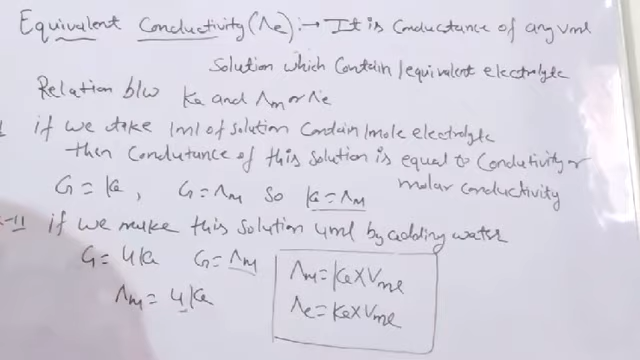 Equivalent Conductivity (Λe) :→ It is Conductance of any Vml
Solution which Contain 1 equivalent electrolyte
Relation b/w Ka and Λm or Λe
if we take 1ml of solution Contain 1mole electrolyte
then Condutance of this solution is equal to Condutivity or
molar conductivity
G = Ka , G = Λm so Ka = Λm
-II if we make this solution 4ml by adding water
G = 4Ka G = Λm
Λm = 4Ka
Λm = Ka × Vml
Λe = Ka × Vml